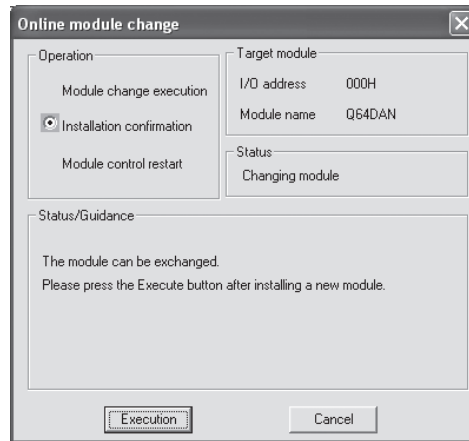 Online module change
Operation
Module change execution
Installation confirmation
Module control restart
Target module
I/O address 000H
Module name Q64DAN
Status
Changing module
Status/Guidance
The module can be exchanged.
Please press the Execute button after installing a new module.
Execution Cancel